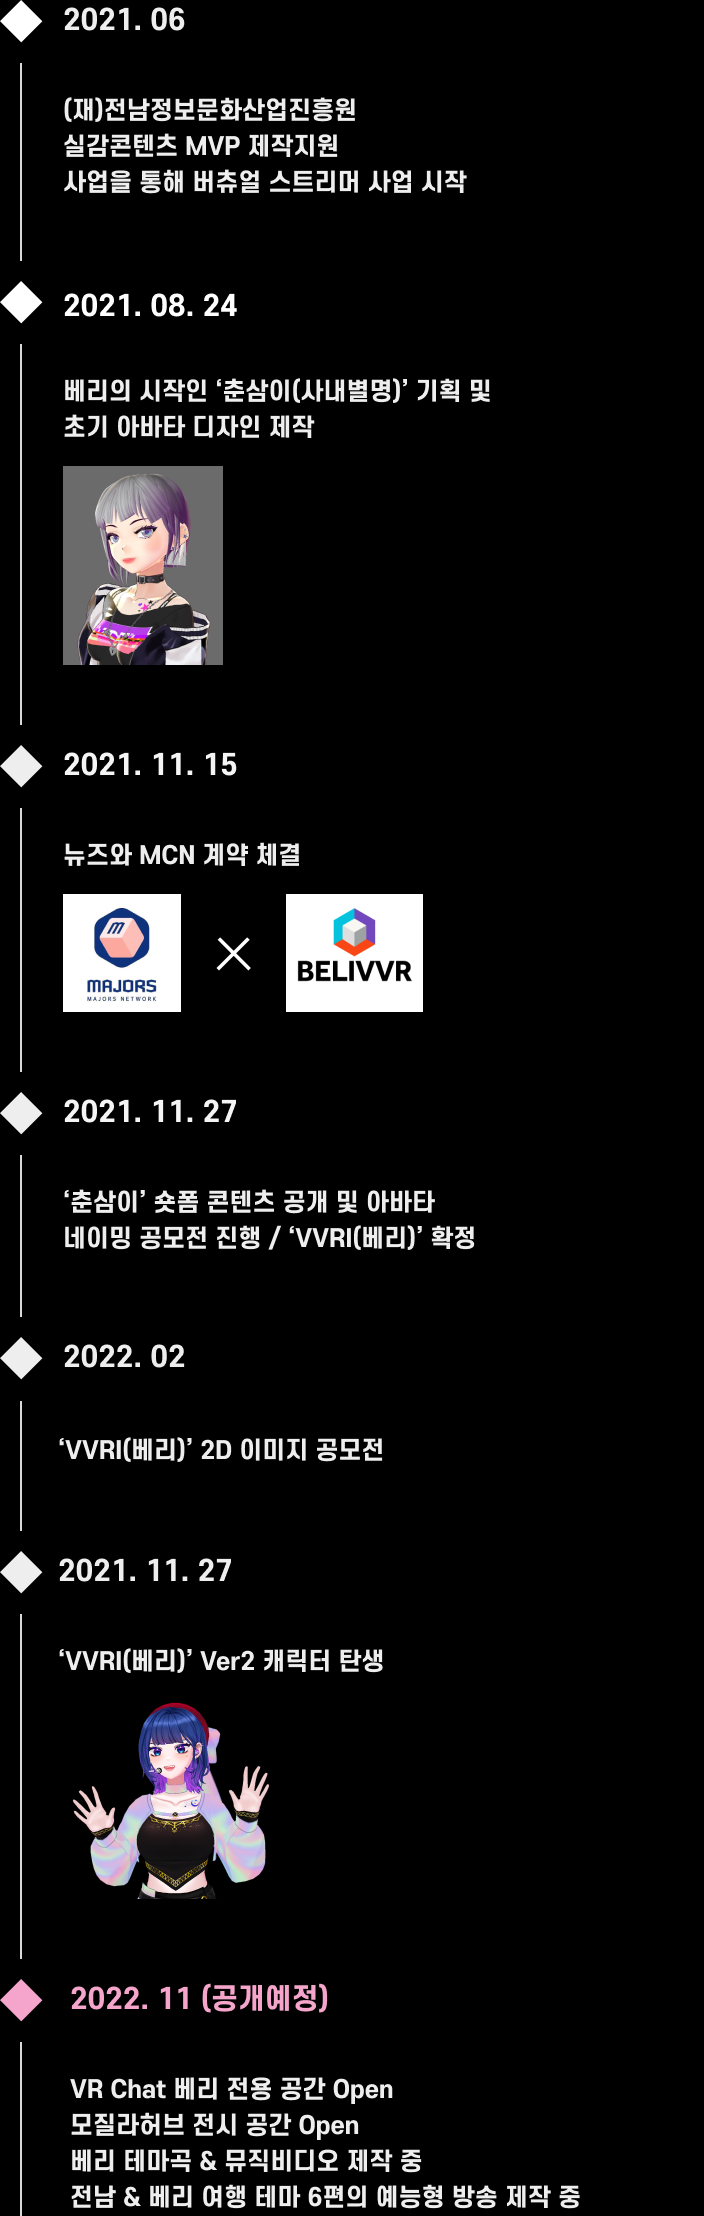 2021. 06
(재)전남정보문화산업진흥원
실감콘텐츠 MVP 제작지원
사업을 통해 버츄얼 스트리머 사업 시작
2021. 08. 24
베리의 시작인 ‘춘삼이(사내별명)’ 기획 및
초기 아바타 디자인 제작
2021. 11. 15
뉴즈와 MCN 계약 체결
m
MAJORS
MAJORS NETWORK
BELIVVR
2021. 11. 27
‘춘삼이’ 숏폼 콘텐츠 공개 및 아바타
네이밍 공모전 진행 / ‘VVRI(베리)’ 확정
2022. 02
‘VVRI(베리)’ 2D 이미지 공모전
2021. 11. 27
‘VVRI(베리)’ Ver2 캐릭터 탄생
2022. 11 (공개예정)
VR Chat 베리 전용 공간 Open
모질라허브 전시 공간 Open
베리 테마곡 & 뮤직비디오 제작 중
전남 & 베리 여행 테마 6편의 예능형 방송 제작 중